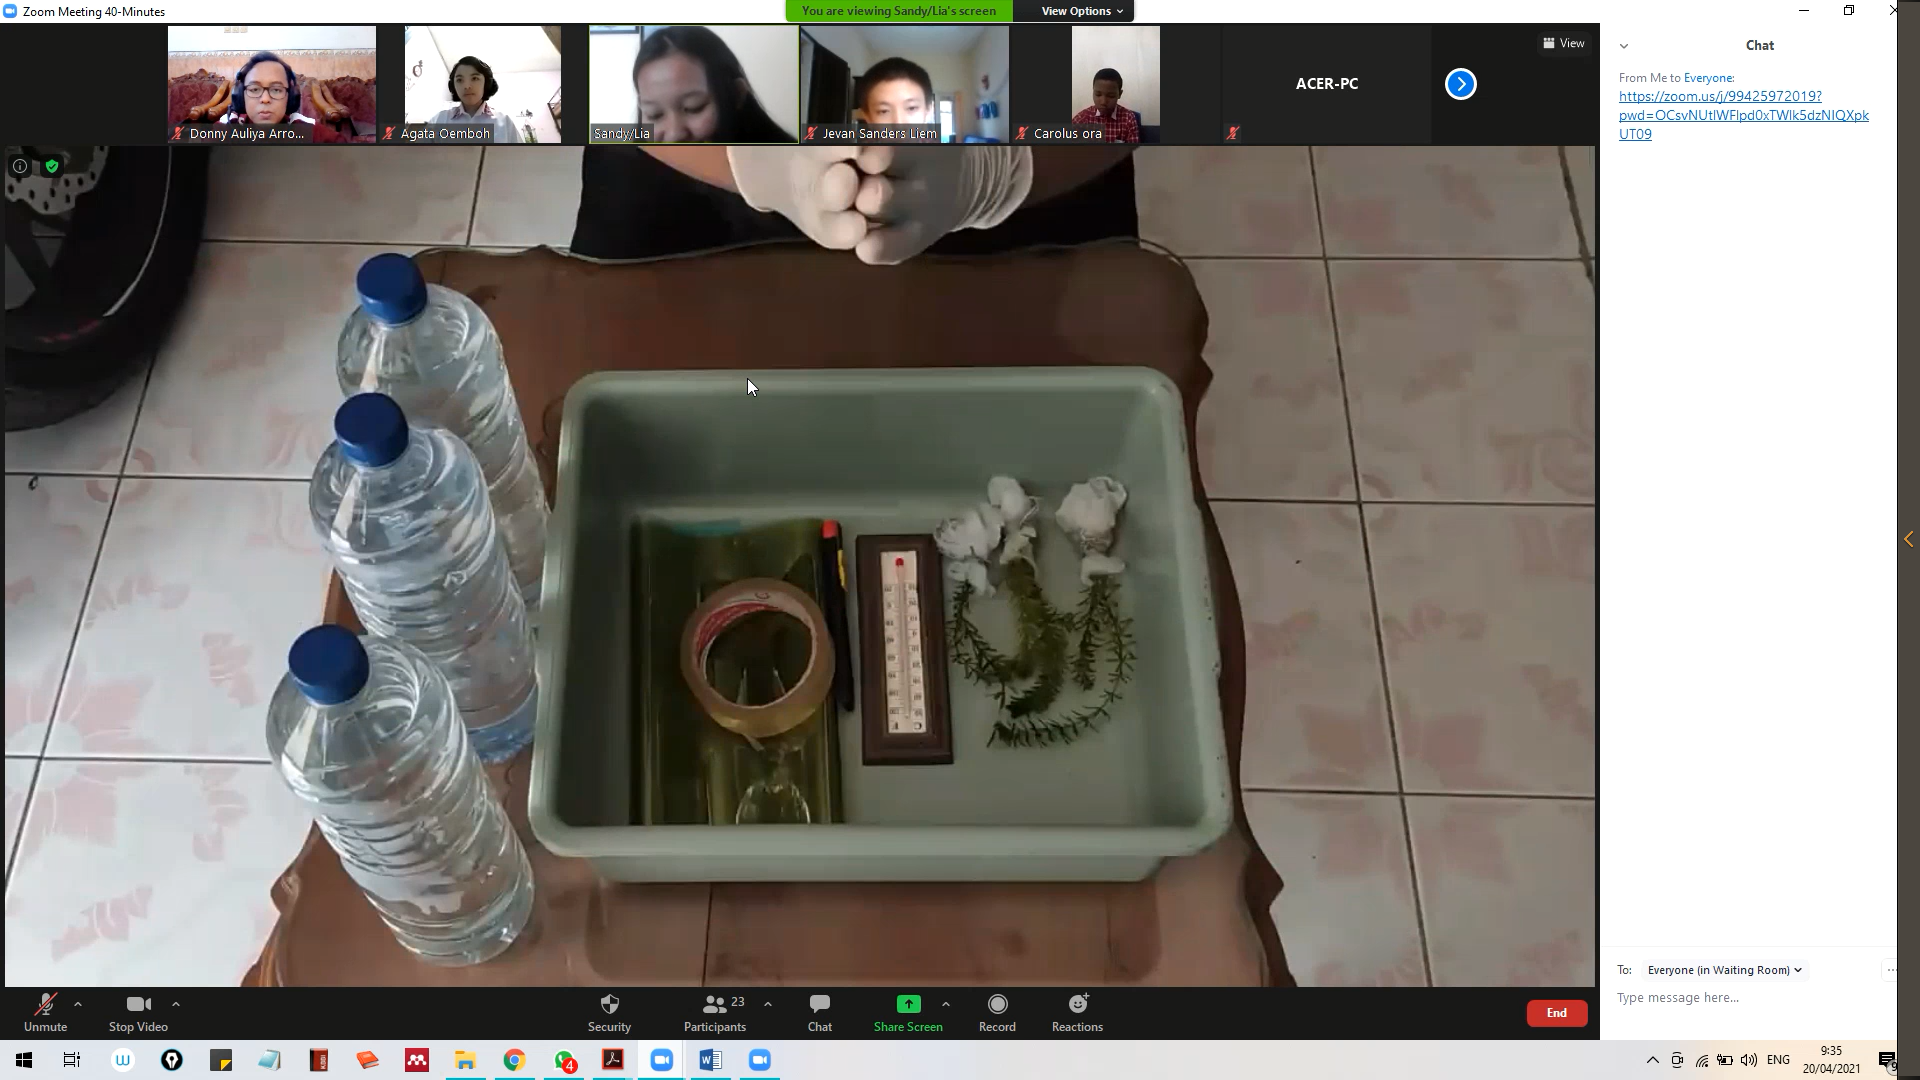 Zoom Meeting 40-Minutes
You are viewing Sandy/Lia's screen
View Options
View
Donny Auliya Arro...
Agata Oemboh
Sandy/Lia
Jevan Sanders Liem
Carolus ora
ACER-PC
Chat
From Me to Everyone:
https://zoom.us/j/99425972019?
pwd=OCsvNUtlWFlpd0xTWlk5dzNIQXpk
UT09
To: Everyone (in Waiting Room)
Type message here...
Unmute
Stop Video
Security
Participants
23
Chat
Share Screen
Record
Reactions
End
4
ENG
9:35
20/04/2021